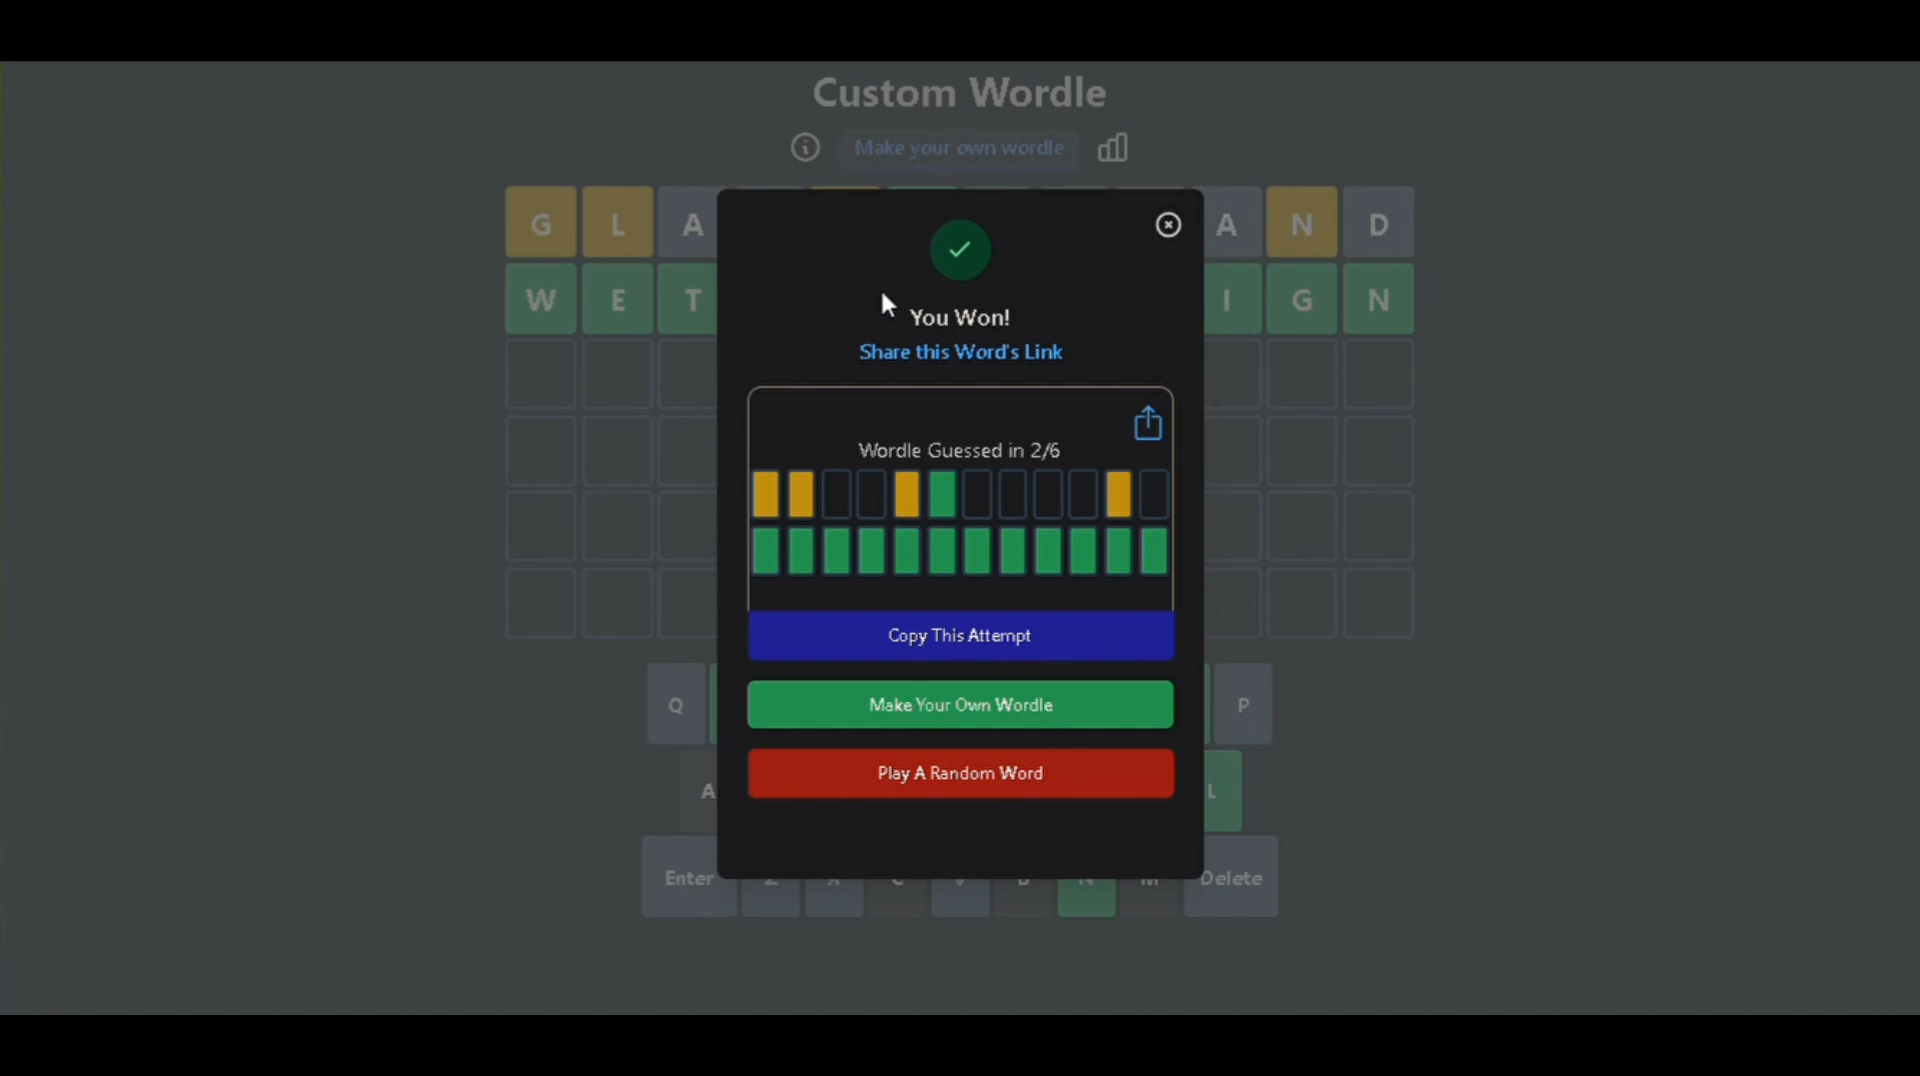 Custom Wordle
Make your own wordle
G L A A N D
W E T I G N
You Won!
Share this Word's Link
Wordle Guessed in 2/6
Copy This Attempt
Make Your Own Wordle
Play A Random Word
Q P
A L
Enter Z X C V B N M Delete